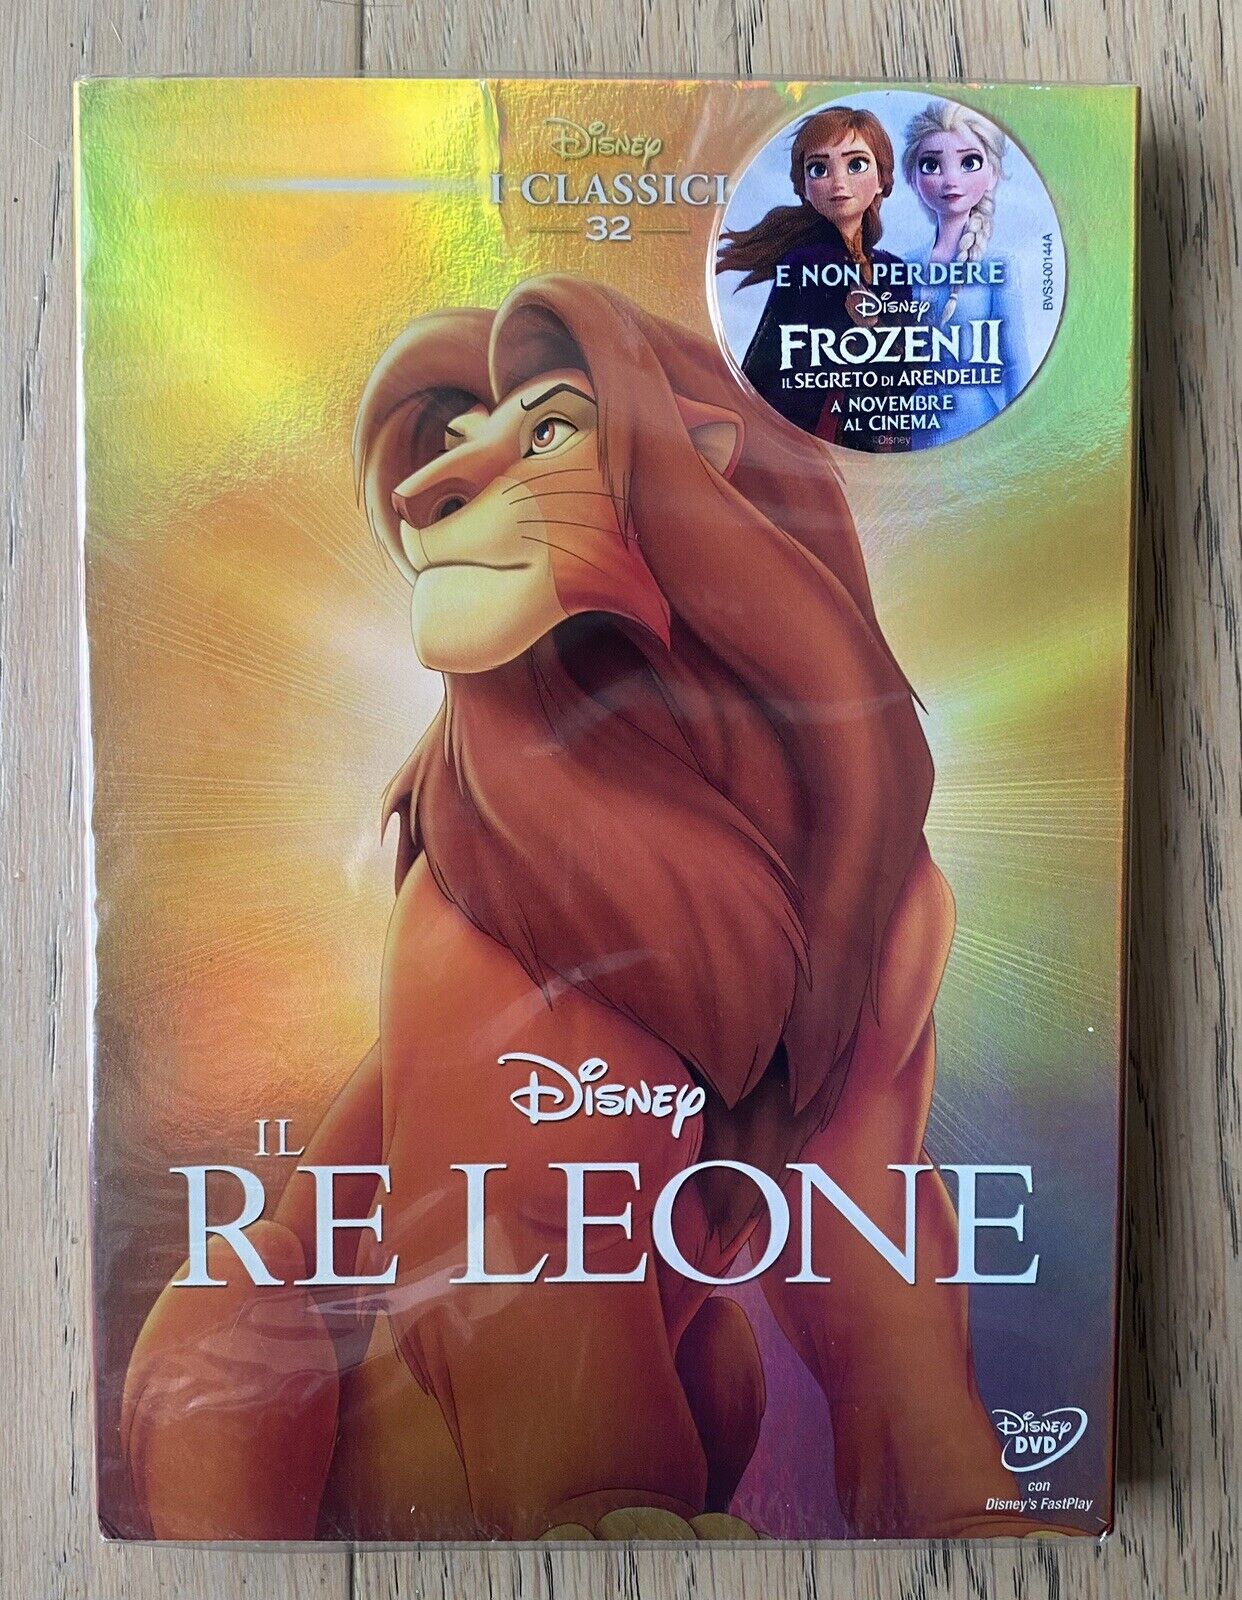 Disney
I CLASSICI
32
E NON PERDERE
Disney
FROZEN II
IL SEGRETO DI ARENDELLE
A NOVEMBRE
AL CINEMA
©Disney
BVS3-00144A
Disney
IL
RE LEONE
Disney
DVD
con
Disney's FastPlay